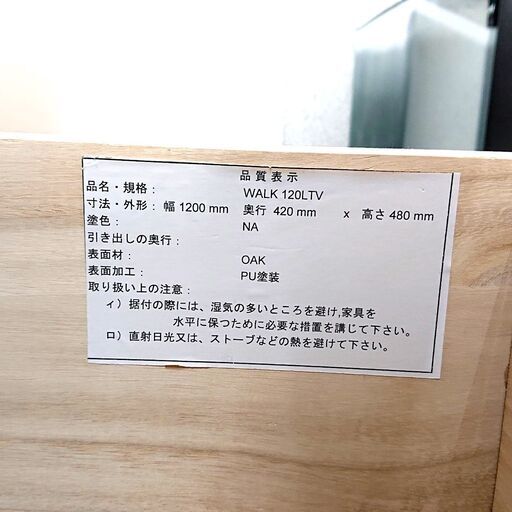 品質表示
品名・規格： WALK 120LTV
寸法・外形：幅 1200 mm 奥行 420 mm x 高さ 480 mm
塗色： NA
引き出しの奥行：
表面材： OAK
表面加工： PU塗装
取り扱い上の注意：
ィ）据付の際には、湿気の多いところを避け,家具を
水平に保つために必要な措置を講じて下さい。
ロ）直射日光又は、ストーブなどの熱を避けて下さい。